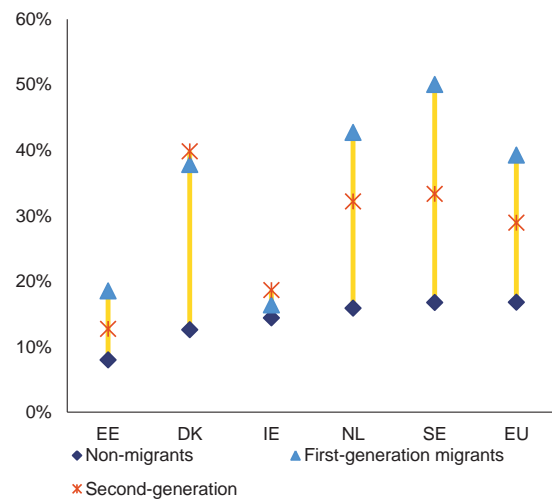 60%
50%
40%
30%
20%
10%
0%
EE DK IE NL SE EU
Non-migrants First-generation migrants
Second-generation